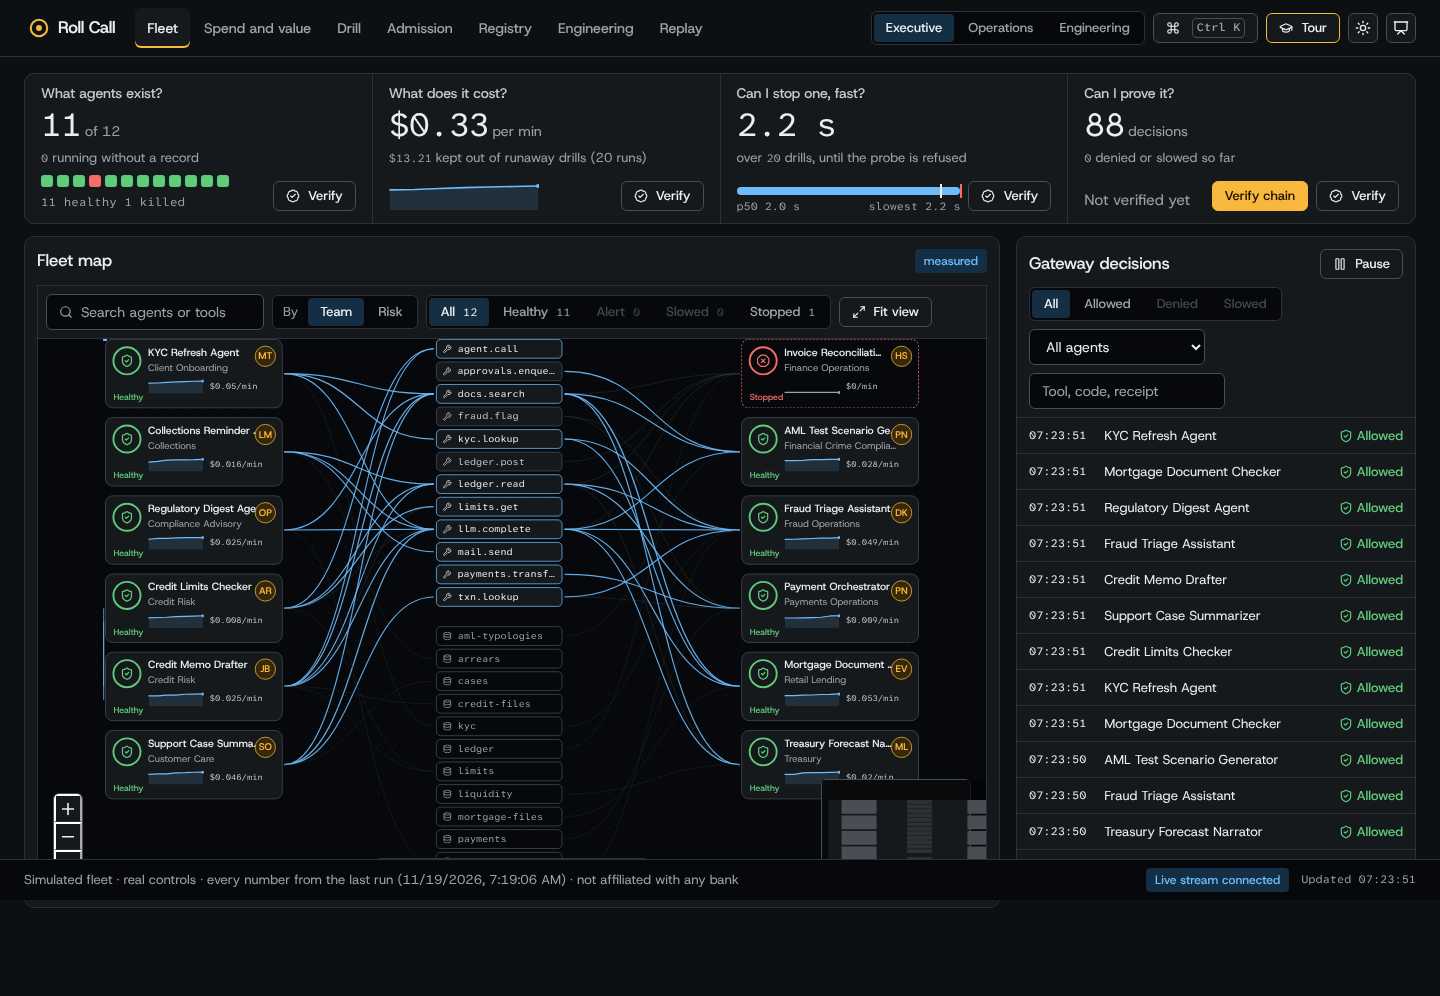 Roll Call
Fleet
Spend and value
Drill
Admission
Registry
Engineering
Replay
Executive
Operations
Engineering
⌘ Ctrl K
Tour
What agents exist?
11 of 12
0 running without a record
11 healthy 1 killed
Verify
What does it cost?
$0.33 per min
$13.21 kept out of runaway drills (20 runs)
Verify
Can I stop one, fast?
2.2 s
over 20 drills, until the probe is refused
p50 2.0 s
slowest 2.2 s
Verify
Can I prove it?
88 decisions
0 denied or slowed so far
Not verified yet
Verify chain
Verify
Fleet map
measured
Search agents or tools
By
Team
Risk
All 12
Healthy 11
Alert 0
Slowed 0
Stopped 1
Fit view
KYC Refresh Agent
MT
Client Onboarding
$0.05/min
Healthy
Collections Reminder
LM
Collections
$0.016/min
Healthy
Regulatory Digest Age
OP
Compliance Advisory
$0.025/min
Healthy
Credit Limits Checker
AR
Credit Risk
$0.008/min
Healthy
Credit Memo Drafter
JB
Credit Risk
$0.025/min
Healthy
Support Case Summa…
SO
Customer Care
$0.046/min
Healthy
agent.call
approvals.enque…
docs.search
fraud.flag
kyc.lookup
ledger.post
ledger.read
limits.get
llm.complete
mail.send
payments.transf…
txn.lookup
aml-typologies
arrears
cases
credit-files
kyc
ledger
limits
liquidity
mortgage-files
payments
Invoice Reconciliati…
HS
Finance Operations
$0/min
Stopped
AML Test Scenario Ge
PN
Financial Crime Complia…
$0.028/min
Healthy
Fraud Triage Assistant
DK
Fraud Operations
$0.049/min
Healthy
Payment Orchestrator
PN
Payments Operations
$0.009/min
Healthy
Mortgage Document …
EV
Retail Lending
$0.053/min
Healthy
Treasury Forecast Na…
ML
Treasury
$0.02/min
Healthy
+
−
Gateway decisions
Pause
All
Allowed
Denied
Slowed
All agents
Tool, code, receipt
07:23:51 KYC Refresh Agent Allowed
07:23:51 Mortgage Document Checker Allowed
07:23:51 Regulatory Digest Agent Allowed
07:23:51 Fraud Triage Assistant Allowed
07:23:51 Credit Memo Drafter Allowed
07:23:51 Support Case Summarizer Allowed
07:23:51 Credit Limits Checker Allowed
07:23:51 KYC Refresh Agent Allowed
07:23:51 Mortgage Document Checker Allowed
07:23:50 AML Test Scenario Generator Allowed
07:23:50 Fraud Triage Assistant Allowed
07:23:50 Treasury Forecast Narrator Allowed
Simulated fleet · real controls · every number from the last run (11/19/2026, 7:19:06 AM) · not affiliated with any bank
Live stream connected
Updated 07:23:51